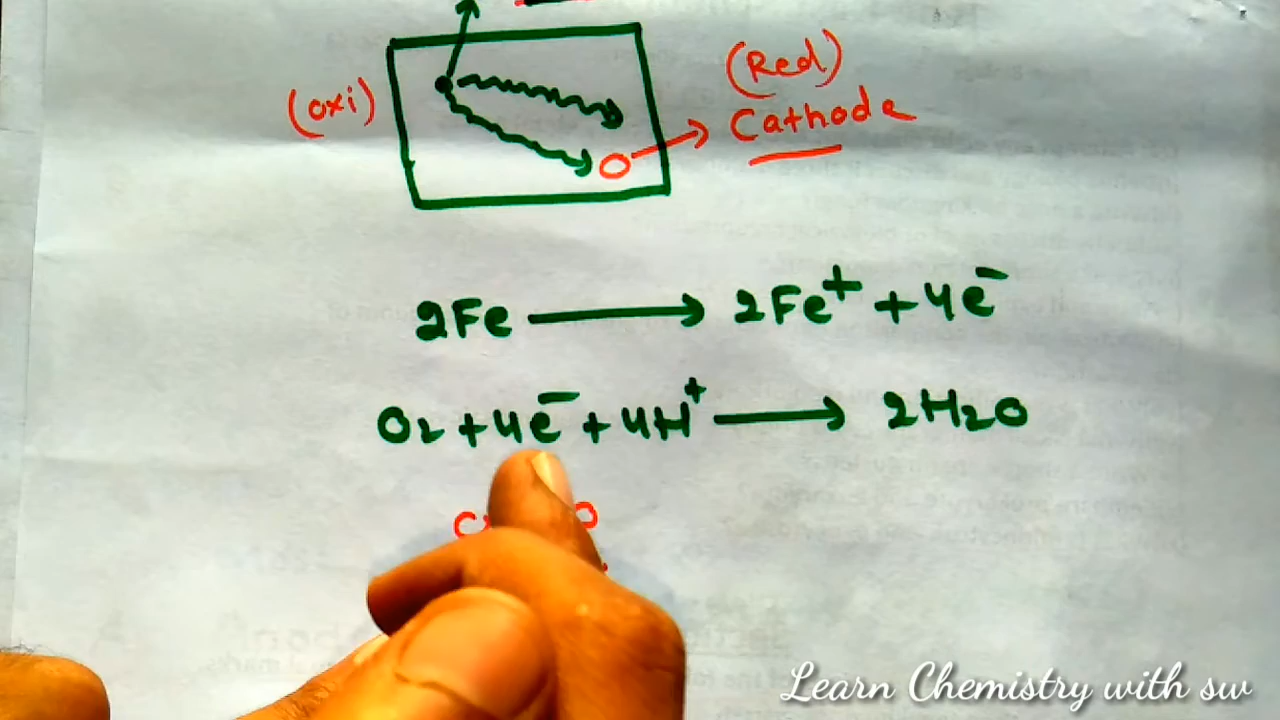 (Red)
(oxi)
Cathode
2Fe ⟶ 2Fe⁺ + 4e⁻
O₂ + 4e⁻ + 4H⁺ ⟶ 2H₂O
Learn Chemistry with sw